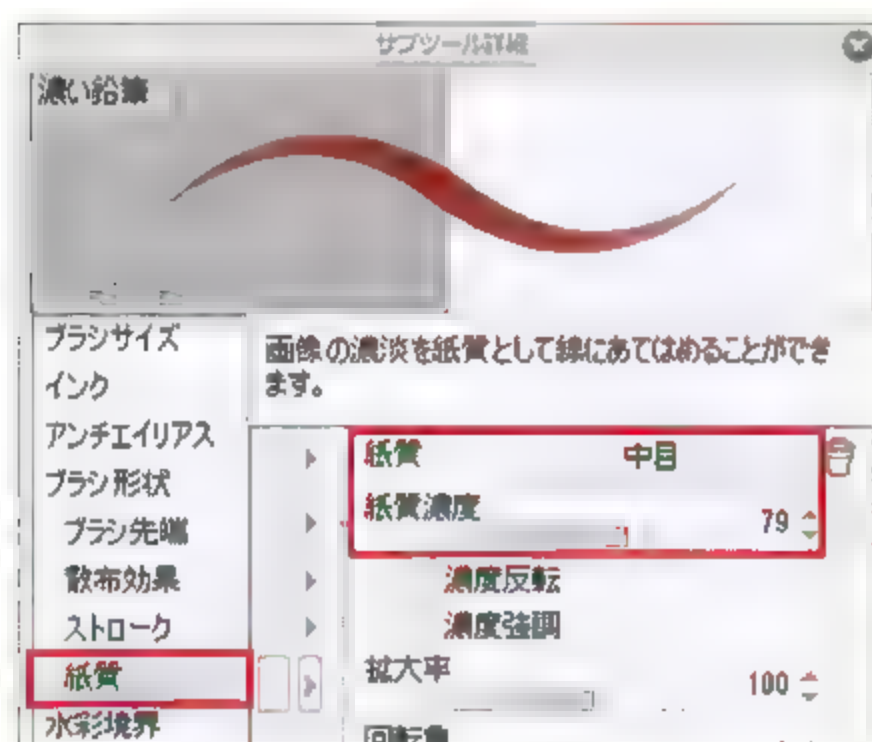 サブツール詳細
濃い鉛筆
ブラシサイズ
インク
アンチエイリアス
ブラシ形状
ブラシ先端
散布効果
ストローク
紙質
水彩境界
画像の濃淡を紙質として線にあてはめることができ
ます。
紙質 中目
紙質濃度 79
濃度反転
濃度強調
拡大率 100
回転角